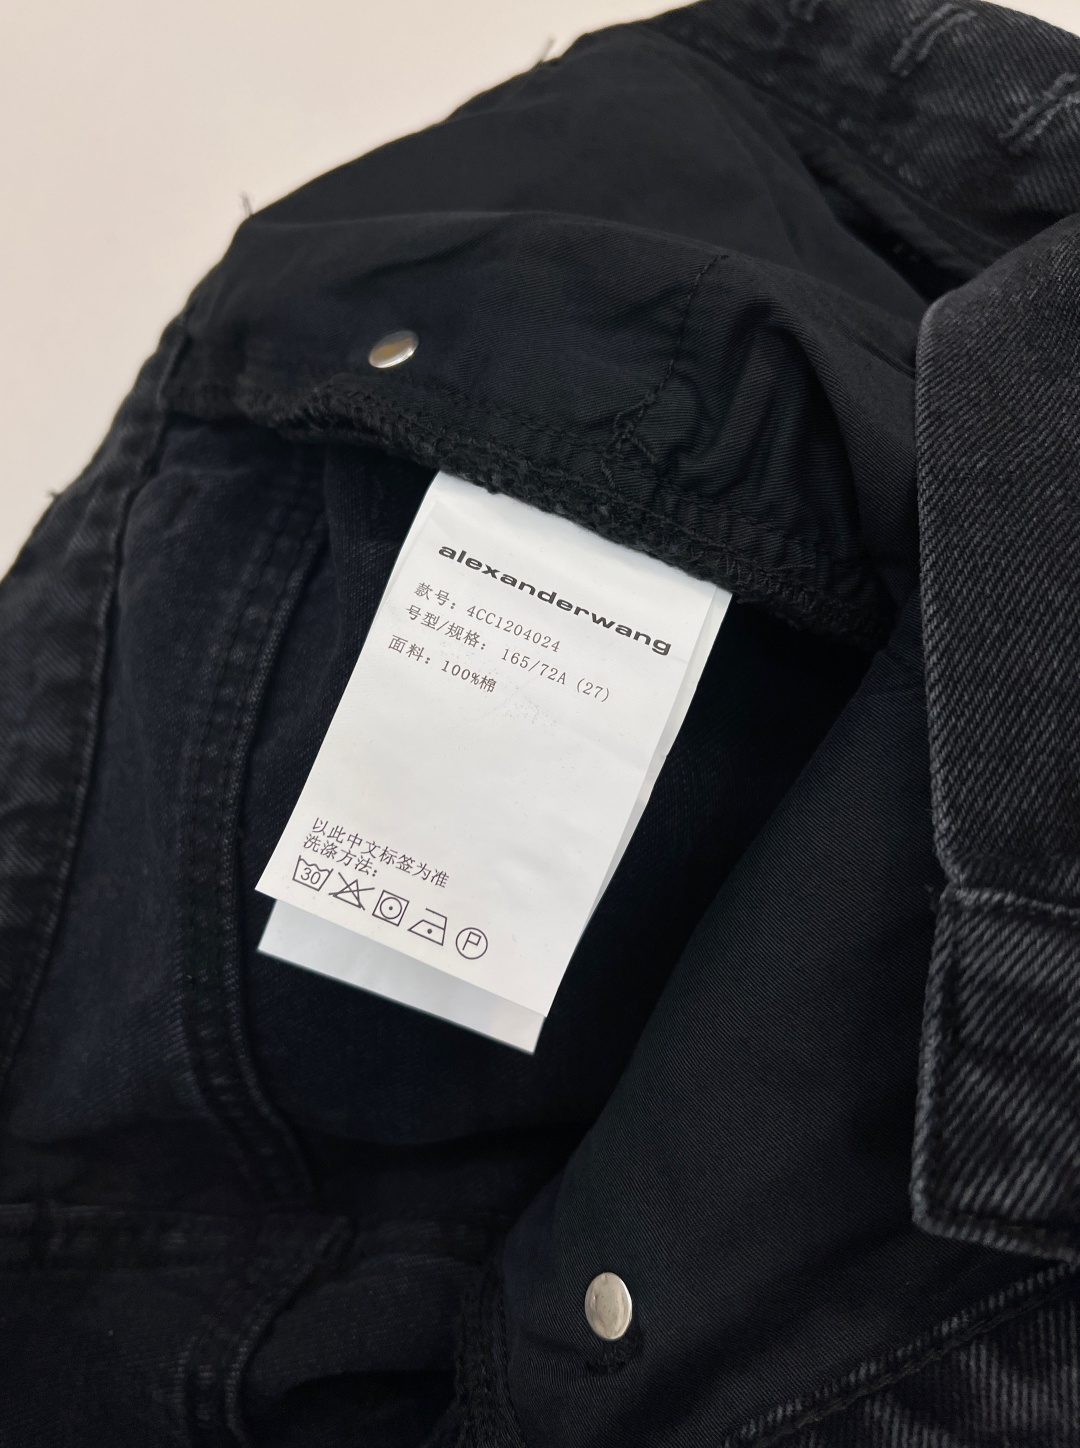 alexanderwang
款号: 4CC1204024
号型/规格: 165/72A (27)
面料: 100%棉
以此中文标签为准
洗涤方法:
30
P